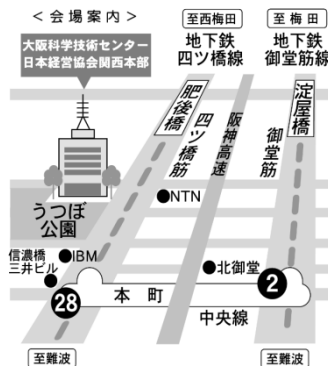 ＜会場案内＞
大阪科学技術センター
日本経営協会関西本部
至西梅田
地下鉄
四ツ橋線
至梅田
地下鉄
御堂筋線
肥後橋
四ツ橋筋
阪神高速
淀屋橋
御堂筋
うつぼ
公園
NTN
信濃橋
三井ビル
IBM
北御堂
28
本町
2
中央線
至難波
至難波